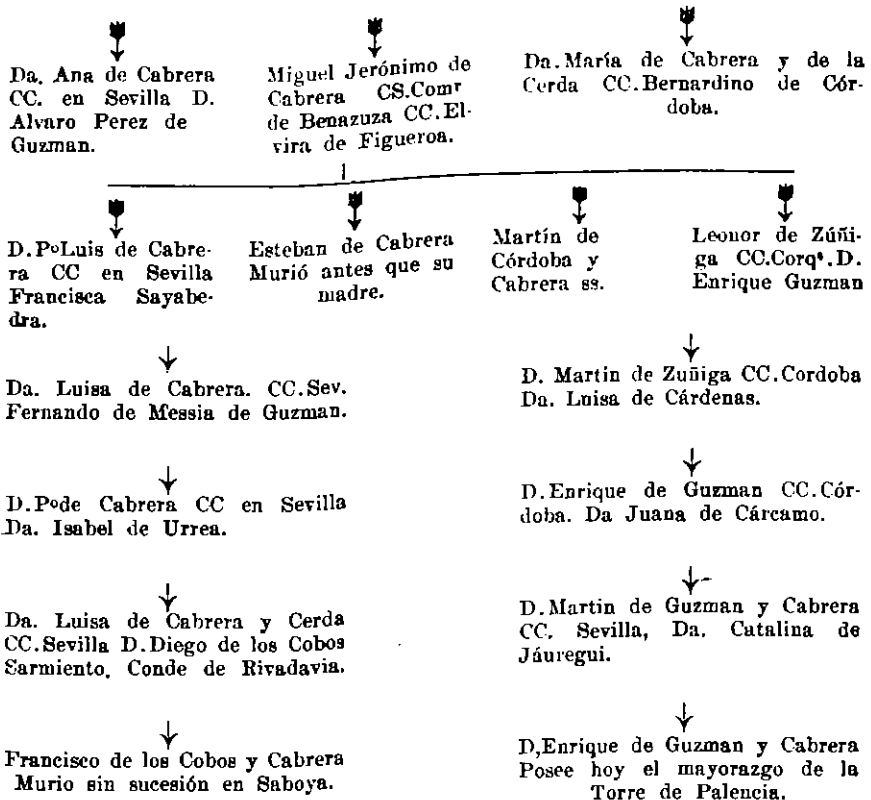 Da. Ana de Cabrera
CC. en Sevilla D.
Alvaro Perez de
Guzman.
Miguel Jerónimo de
Cabrera CS.Comr
de Benazuza CC.El-
vira de Figueroa.
Da.María de Cabrera y de la
Cerda CC.Bernardino de Cór-
doba.
D.PoLuis de Cabre-
ra CC en Sevilla
Francisca Sayabe-
dra.
Esteban de Cabrera
Murió antes que su
madre.
Martín de
Córdoba y
Cabrera ss.
Leonor de Zúñi-
ga CC.Corqs.D.
Enrique Guzman
Da. Luisa de Cabrera. CC.Sev.
Fernando de Messia de Guzman.
D. Martin de Zuñiga CC.Cordoba
Da. Luisa de Cárdenas.
D.Pode Cabrera CC en Sevilla
Da. Isabel de Urrea.
D.Enrique de Guzman CC.Cór-
doba. Da Juana de Cárcamo.
Da. Luisa de Cabrera y Cerda
CC.Sevilla D.Diego de los Cobos
Sarmiento, Conde de Rivadavia.
D.Martin de Guzman y Cabrera
CC. Sevilla, Da. Catalina de
Jáuregui.
Francisco de los Cobos y Cabrera
Murio sin sucesión en Saboya.
D,Enrique de Guzman y Cabrera
Posee hoy el mayorazgo de la
Torre de Palencia.